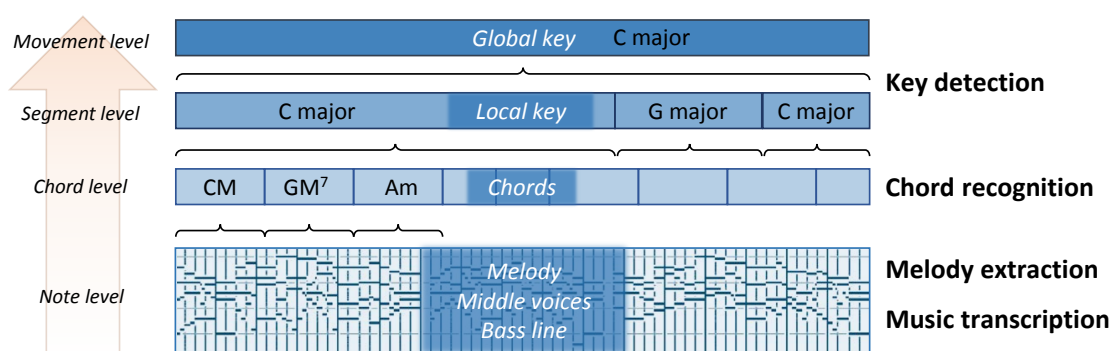 Movement level
Global key C major
Key detection
Segment level
C major Local key G major C major
Chord level
CM GM⁷ Am Chords
Chord recognition
Note level
Melody
Middle voices
Bass line
Melody extraction
Music transcription